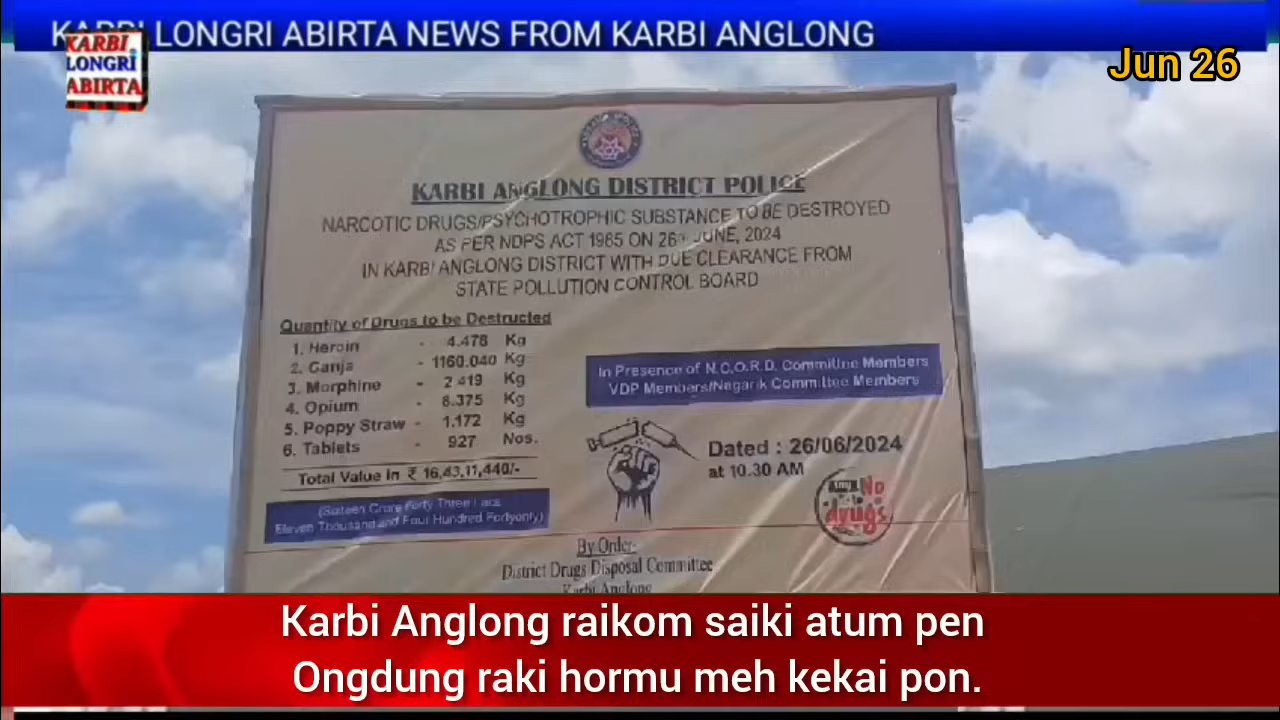 KARBI LONGRI ABIRTA NEWS FROM KARBI ANGLONG
KARBI
LONGRI
ABIRTA
Jun 26
KARBI ANGLONG DISTRICT POLICE
NARCOTIC DRUGS/PSYCHOTROPHIC SUBSTANCE TO BE DESTROYED
AS PER NDPS ACT 1985 ON 26TH JUNE, 2024
IN KARBI ANGLONG DISTRICT WITH DUE CLEARANCE FROM
STATE POLLUTION CONTROL BOARD
Quantity of Drugs to be Destructed
1. Heroin - 4.478 Kg
2. Ganja - 1160.040 Kg
3. Morphine - 2.419 Kg
4. Opium - 8.375 Kg
5. Poppy Straw - 1.172 Kg
6. Tablets - 927 Nos.
Total Value in ₹ 16,43,11,440/-
(Sixteen Crore Forty Three Lacs
Eleven Thousand and Four Hundred Fortyonly)
In Presence of N.C.O.R.D. Committee Members
VDP Members/Nagarik Committee Members
Dated : 26/06/2024
at 10.30 AM
say No
drugs
By Order-
District Drugs Disposal Committee
Karbi Anglong
Karbi Anglong raikom saiki atum pen
Ongdung raki hormu meh kekai pon.